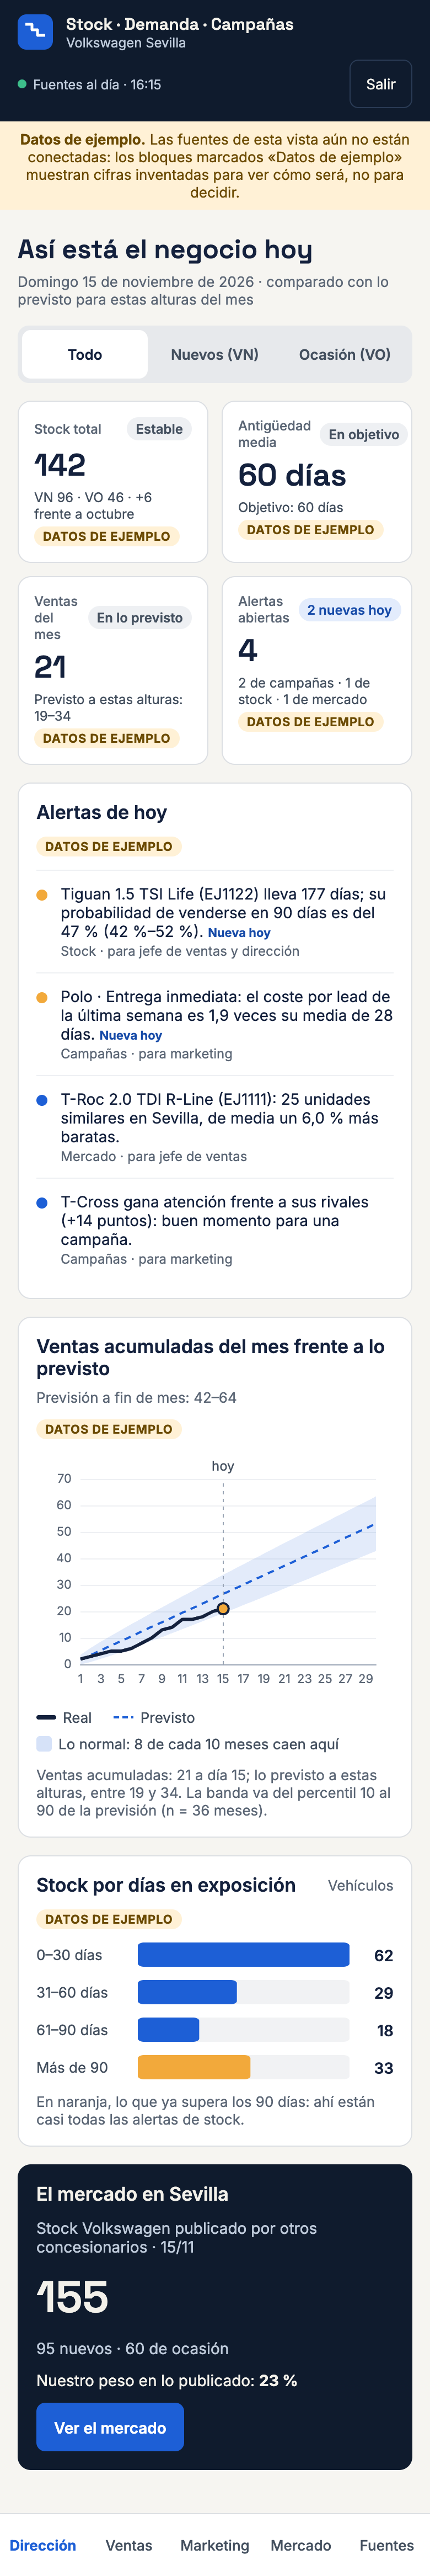 Stock · Demanda · Campañas
Volkswagen Sevilla
Fuentes al día · 16:15
Salir
Datos de ejemplo. Las fuentes de esta vista aún no están
conectadas: los bloques marcados «Datos de ejemplo»
muestran cifras inventadas para ver cómo será, no para
decidir.
Así está el negocio hoy
Domingo 15 de noviembre de 2026 · comparado con lo
previsto para estas alturas del mes
Todo
Nuevos (VN)
Ocasión (VO)
Stock total
Estable
142
VN 96 · VO 46 · +6
frente a octubre
DATOS DE EJEMPLO
Antigüedad
media
En objetivo
60 días
Objetivo: 60 días
DATOS DE EJEMPLO
Ventas
del
mes
En lo previsto
21
Previsto a estas alturas:
19–34
DATOS DE EJEMPLO
Alertas
abiertas
2 nuevas hoy
4
2 de campañas · 1 de
stock · 1 de mercado
DATOS DE EJEMPLO
Alertas de hoy
DATOS DE EJEMPLO
Tiguan 1.5 TSI Life (EJ1122) lleva 177 días; su
probabilidad de venderse en 90 días es del
47 % (42 %–52 %). Nueva hoy
Stock · para jefe de ventas y dirección
Polo · Entrega inmediata: el coste por lead de
la última semana es 1,9 veces su media de 28
días. Nueva hoy
Campañas · para marketing
T-Roc 2.0 TDI R-Line (EJ1111): 25 unidades
similares en Sevilla, de media un 6,0 % más
baratas.
Mercado · para jefe de ventas
T-Cross gana atención frente a sus rivales
(+14 puntos): buen momento para una
campaña.
Campañas · para marketing
Ventas acumuladas del mes frente a lo
previsto
Previsión a fin de mes: 42–64
DATOS DE EJEMPLO
hoy
70
60
50
40
30
20
10
0
1 3 5 7 9 11 13 15 17 19 21 23 25 27 29
Real
Previsto
Lo normal: 8 de cada 10 meses caen aquí
Ventas acumuladas: 21 a día 15; lo previsto a estas
alturas, entre 19 y 34. La banda va del percentil 10 al
90 de la previsión (n = 36 meses).
Stock por días en exposición
Vehículos
DATOS DE EJEMPLO
0–30 días 62
31–60 días 29
61–90 días 18
Más de 90 33
En naranja, lo que ya supera los 90 días: ahí están
casi todas las alertas de stock.
El mercado en Sevilla
Stock Volkswagen publicado por otros
concesionarios · 15/11
155
95 nuevos · 60 de ocasión
Nuestro peso en lo publicado: 23 %
Ver el mercado
Dirección
Ventas
Marketing
Mercado
Fuentes